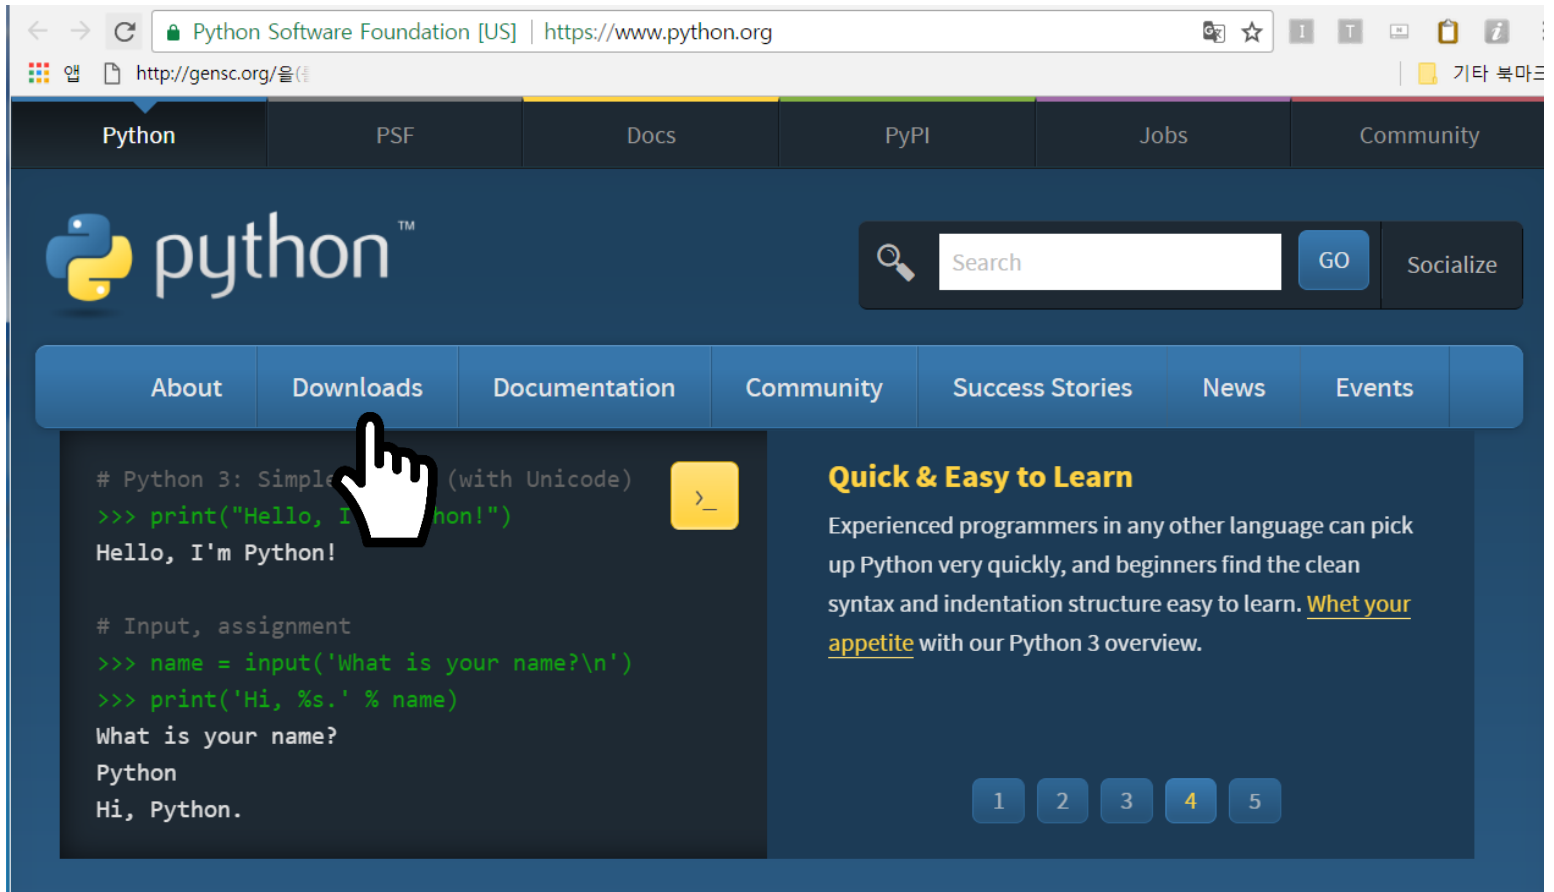 Python Software Foundation [US] | https://www.python.org
앱 http://gensc.org/을(
기타 북마크
Python PSF Docs PyPI Jobs Community
python™
Search GO Socialize
About Downloads Documentation Community Success Stories News Events
# Python 3: Simple (with Unicode)
>>> print("Hello, I hon!")
Hello, I'm Python!
# Input, assignment
>>> name = input('What is your name?\n')
>>> print('Hi, %s.' % name)
What is your name?
Python
Hi, Python.
>_
Quick & Easy to Learn
Experienced programmers in any other language can pick
up Python very quickly, and beginners find the clean
syntax and indentation structure easy to learn. Whet your
appetite with our Python 3 overview.
1 2 3 4 5